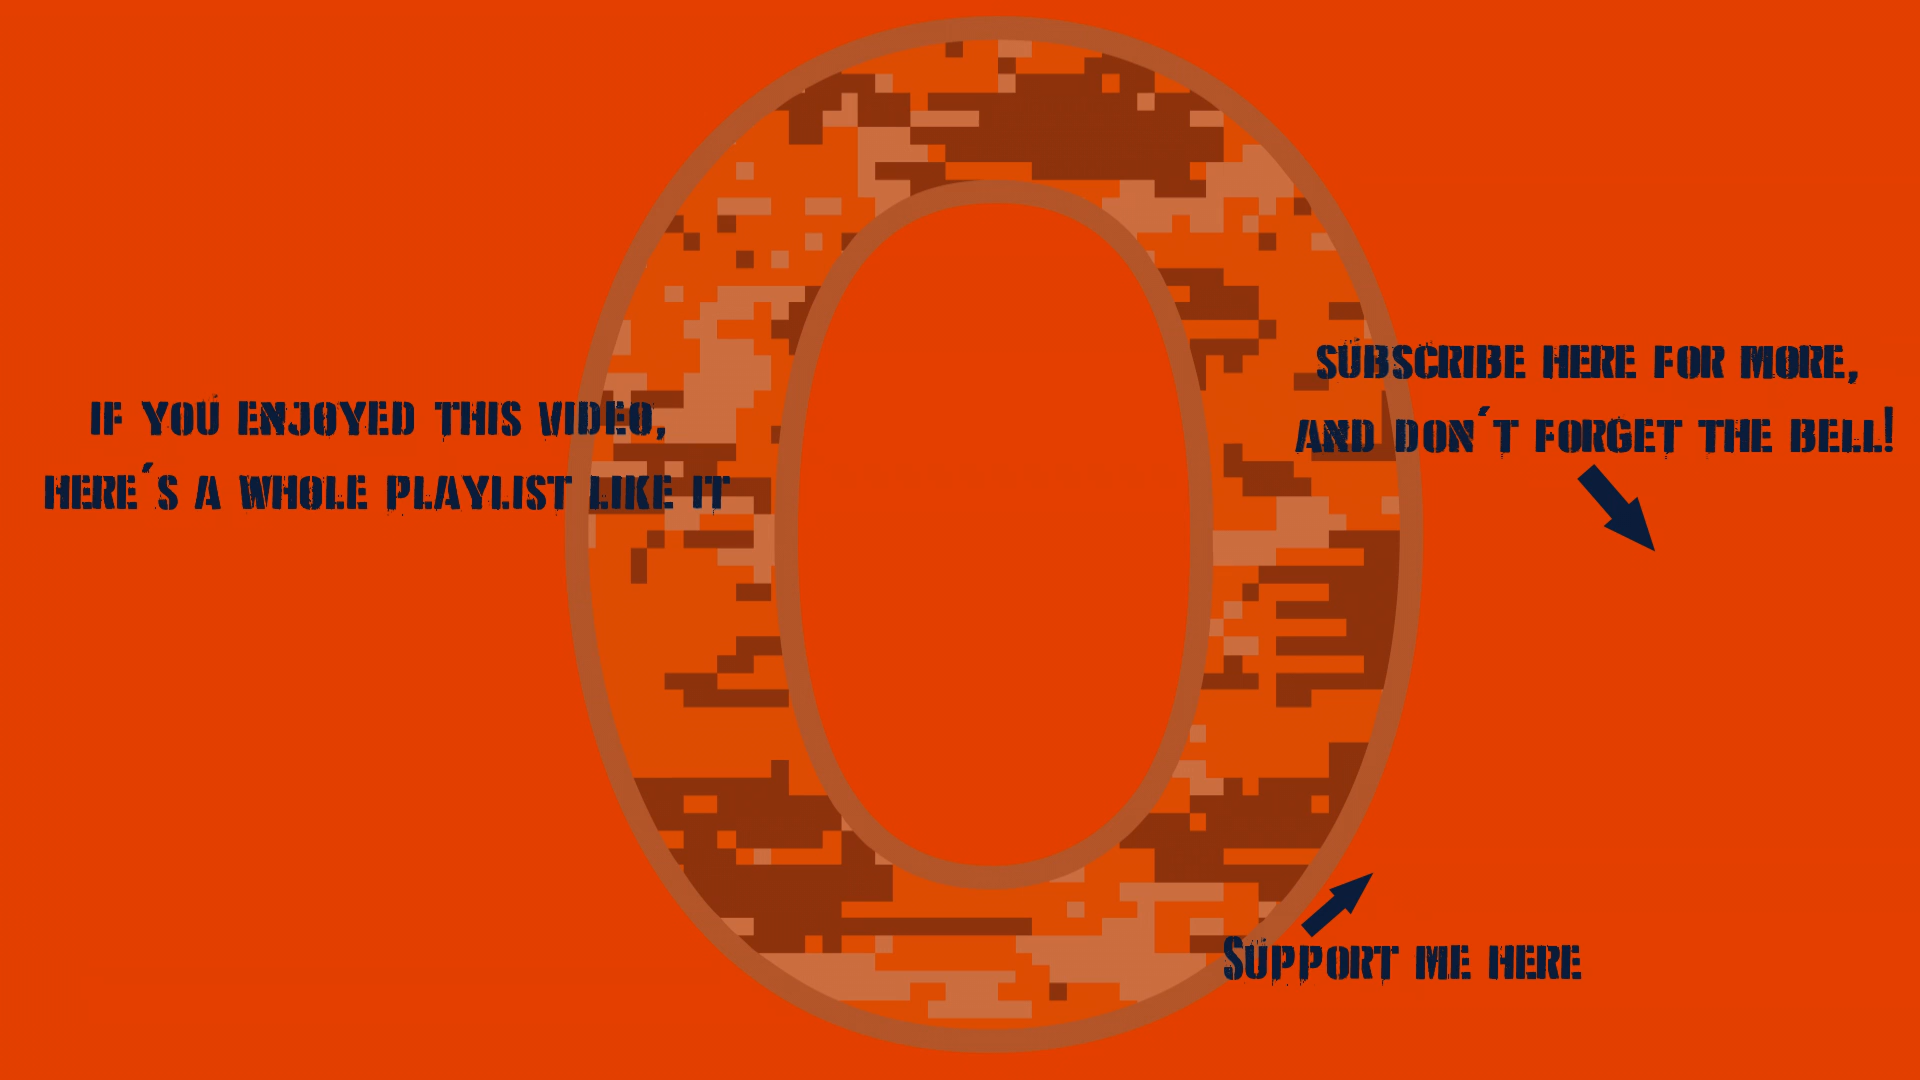 IF YOU ENJOYED THIS VIDEO,
HERE´S A WHOLE PLAYLIST LIKE IT
SUBSCRIBE HERE FOR MORE,
AND DON´T FORGET THE BELL!
SUPPORT ME HERE
O